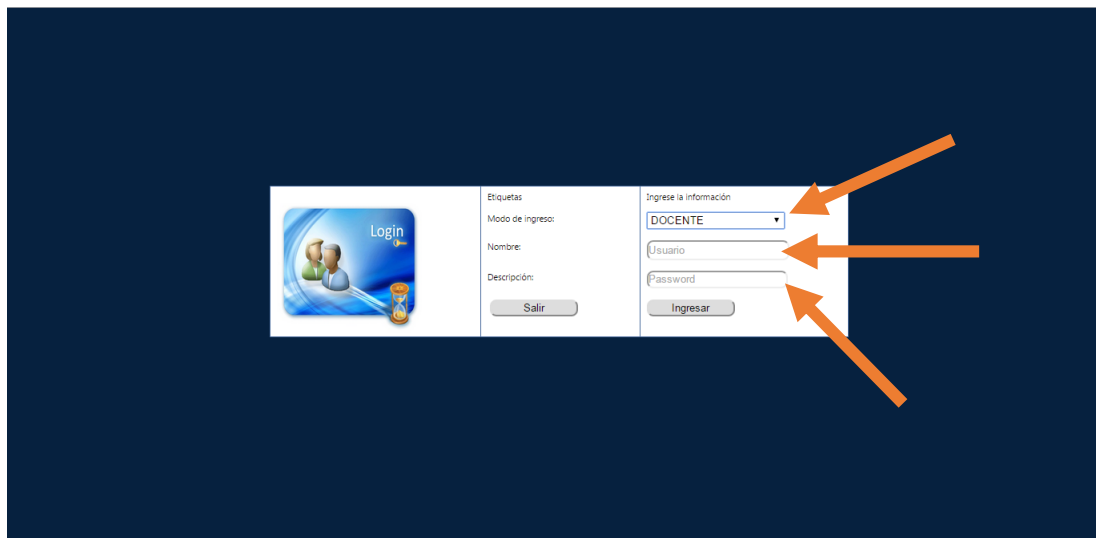 Login
Etiquetas
Ingrese la información
Modo de ingreso:
DOCENTE
Nombre:
Usuario
Descripción:
Password
Salir
Ingresar